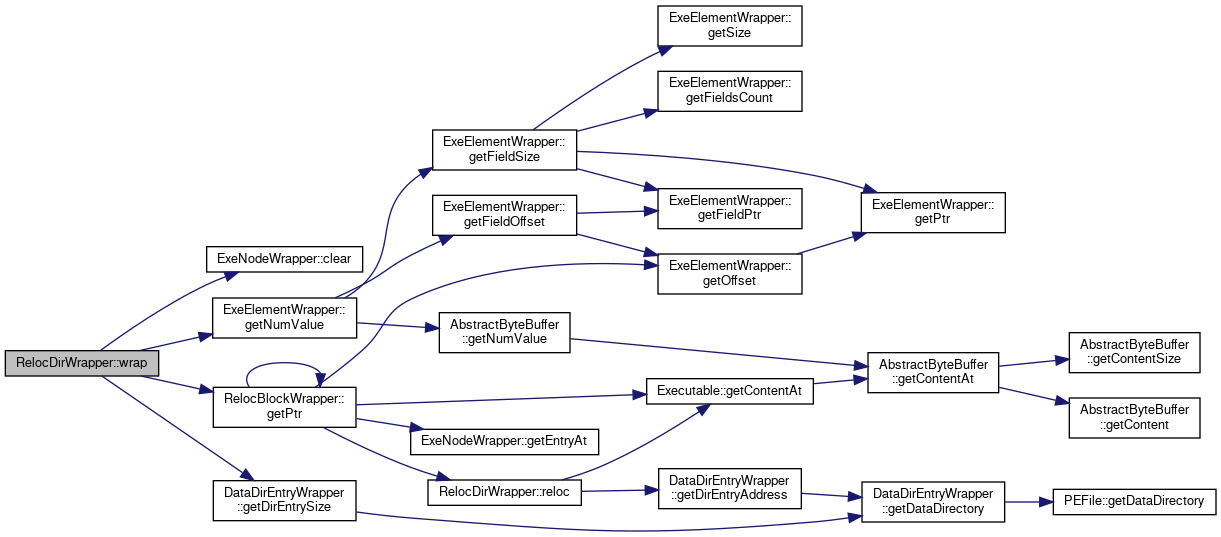 ExeElementWrapper::
getSize
ExeElementWrapper::
getFieldsCount
ExeElementWrapper::
getFieldSize
ExeElementWrapper::
getFieldPtr
ExeElementWrapper::
getPtr
ExeElementWrapper::
getFieldOffset
ExeNodeWrapper::clear
ExeElementWrapper::
getOffset
ExeElementWrapper::
getNumValue
AbstractByteBuffer
::getNumValue
AbstractByteBuffer
::getContentSize
RelocDirWrapper::wrap
AbstractByteBuffer
::getContentAt
RelocBlockWrapper::
getPtr
Executable::getContentAt
AbstractByteBuffer
::getContent
ExeNodeWrapper::getEntryAt
DataDirEntryWrapper
::getDirEntrySize
RelocDirWrapper::reloc
DataDirEntryWrapper
::getDirEntryAddress
DataDirEntryWrapper
::getDataDirectory
PEFile::getDataDirectory